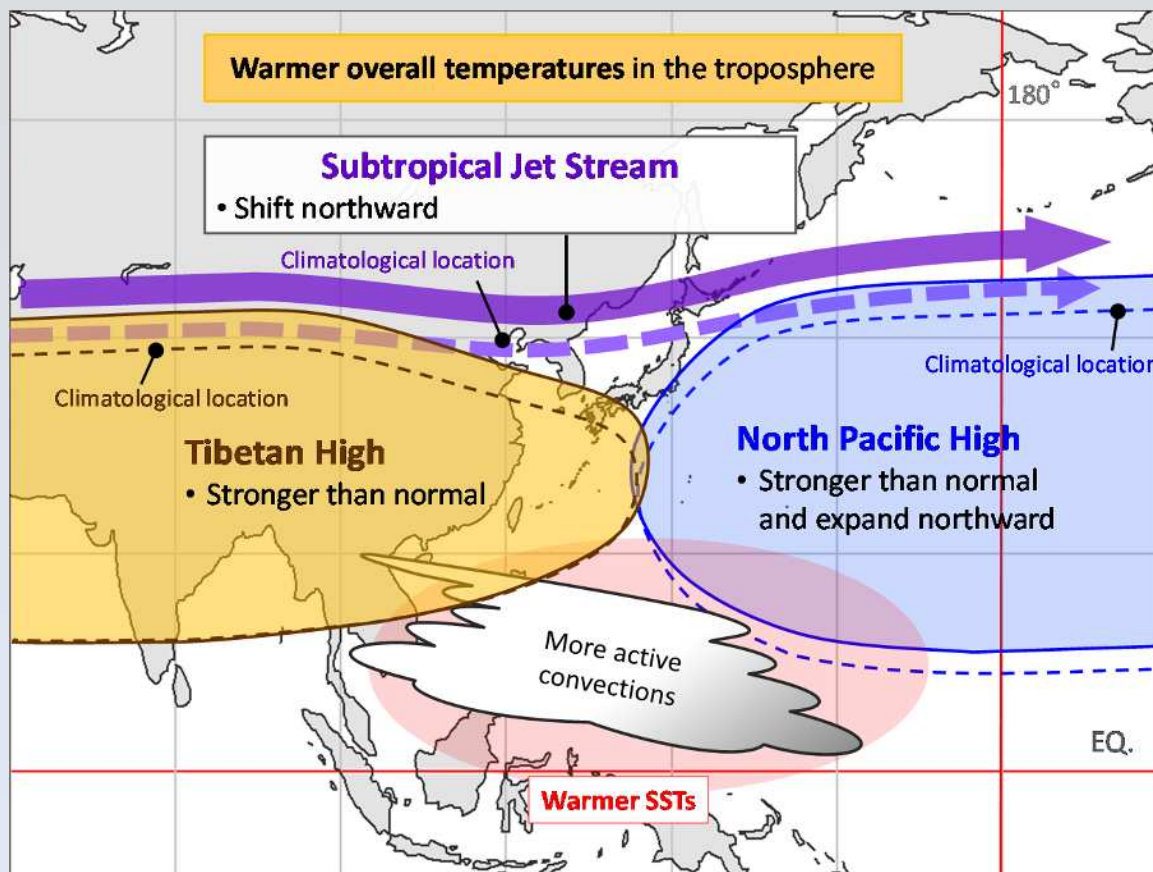 Warmer overall temperatures in the troposphere
180°
Subtropical Jet Stream
• Shift northward
Climatological location
Climatological location
Climatological location
Tibetan High
• Stronger than normal
North Pacific High
• Stronger than normal
and expand northward
More active
convections
EQ.
Warmer SSTs